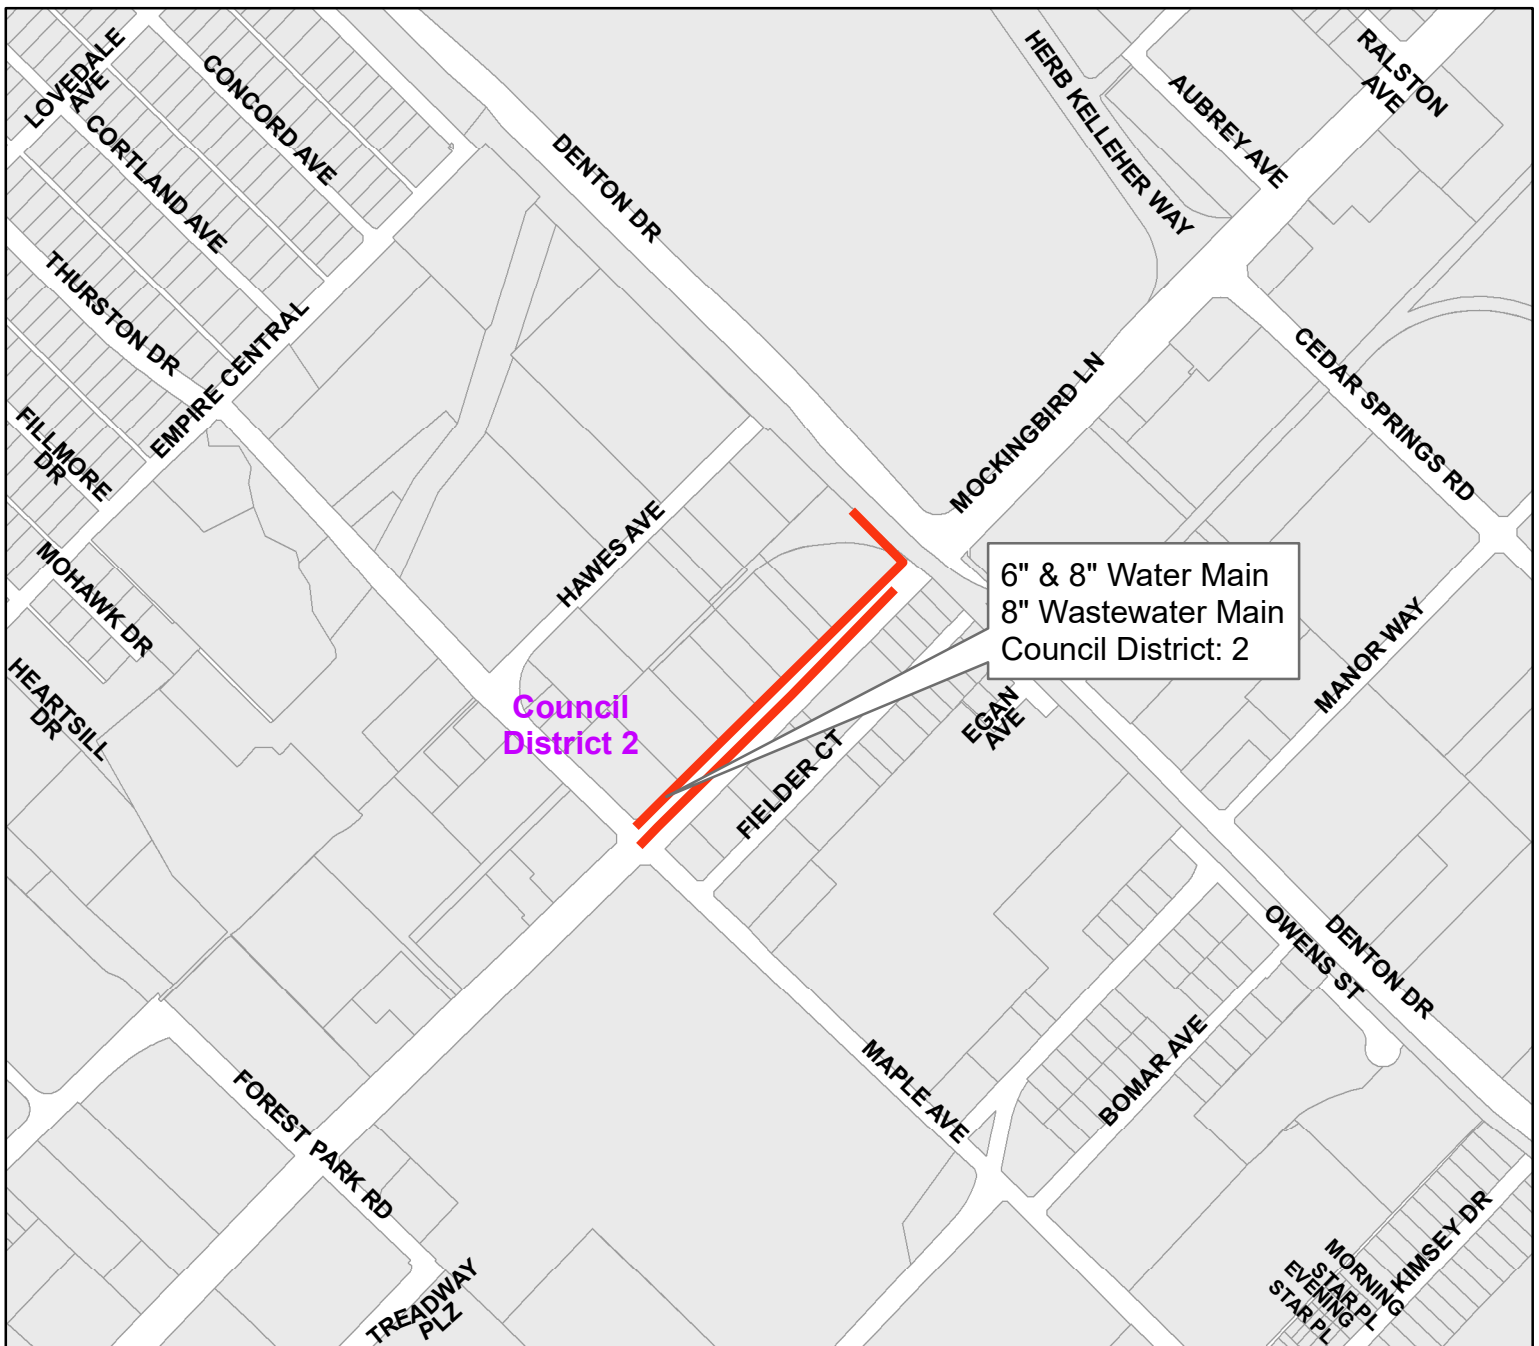 LOVEDALE
AVE
CONCORD AVE
CORTLAND AVE
DENTON DR
HERB KELLEHER WAY
AUBREY AVE
RALSTON
AVE
THURSTON DR
EMPIRE CENTRAL
FILLMORE
DR
MOCKINGBIRD LN
CEDAR SPRINGS RD
HAWES AVE
MOHAWK DR
HEARTSILL
DR
6" & 8" Water Main
8" Wastewater Main
Council District: 2
MANOR WAY
Council
District 2
EGAN
AVE
FIELDER CT
OWENS ST
DENTON DR
MAPLE AVE
BOMAR AVE
FOREST PARK RD
TREADWAY
PLZ
KIMSEY DR
MORNING
STAR PL
EVENING
STAR PL